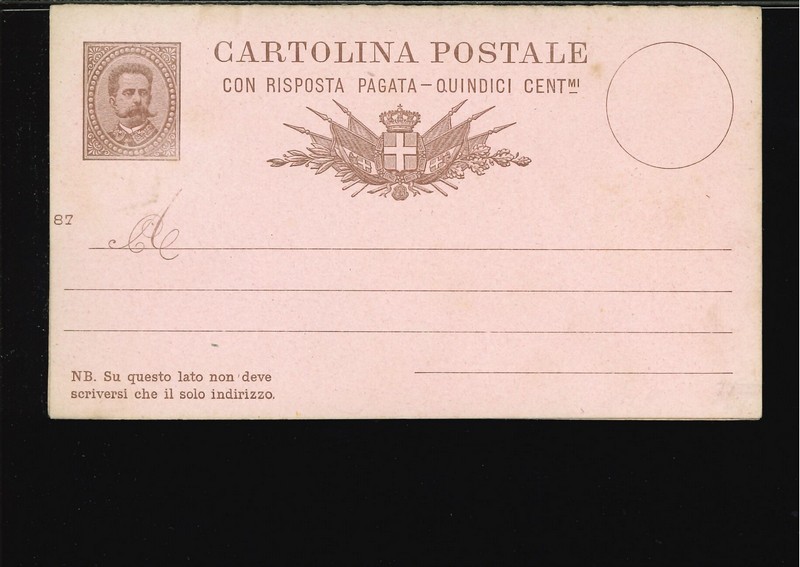 CARTOLINA POSTALE
CON RISPOSTA PAGATA — QUINDICI CENTMI
87
A
NB. Su questo lato non deve
scriversi che il solo indirizzo.